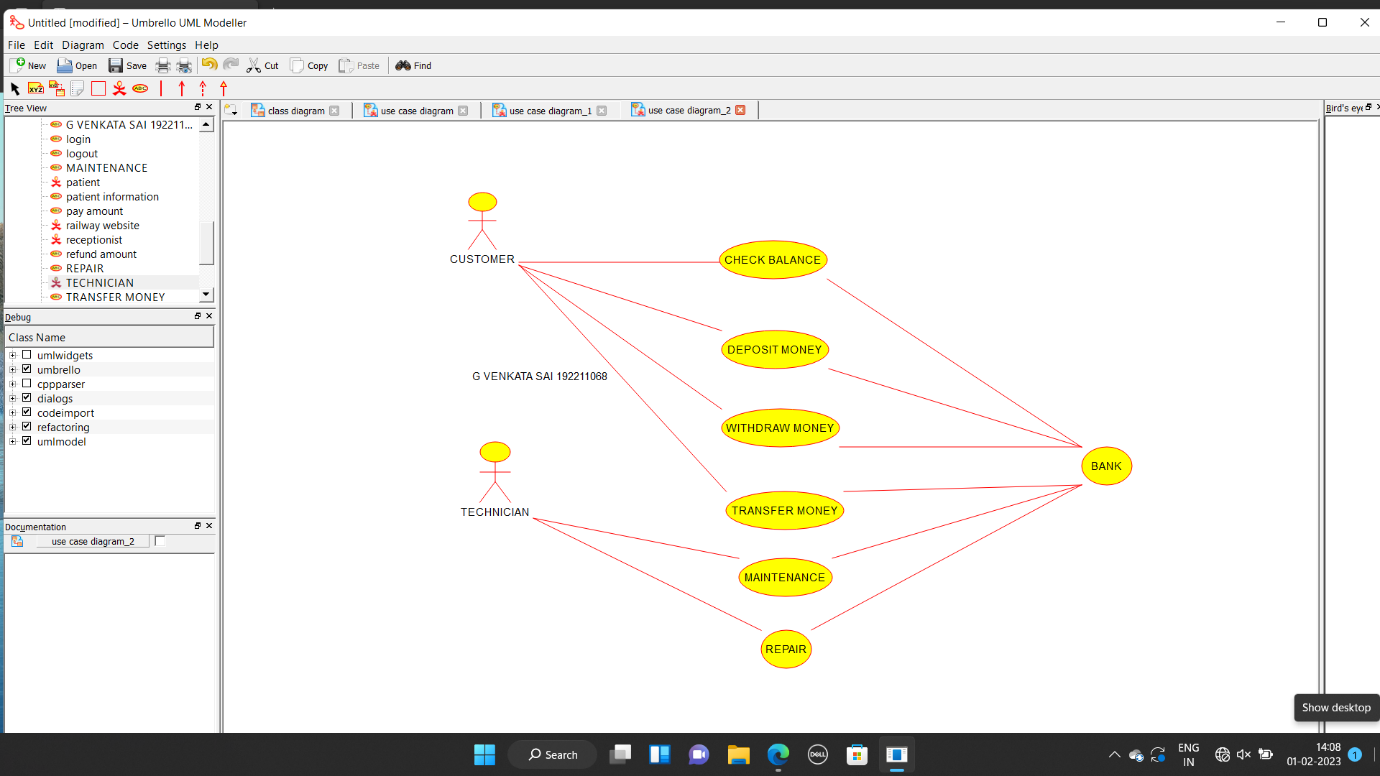 Untitled [modified] – Umbrello UML Modeller
File Edit Diagram Code Settings Help
New Open Save Cut Copy Paste Find
XYZ ABC
Tree View
class diagram use case diagram use case diagram_1 use case diagram_2
Bird's eye
G VENKATA SAI 192211...
login
logout
MAINTENANCE
patient
patient information
pay amount
railway website
receptionist
refund amount
REPAIR
TECHNICIAN
TRANSFER MONEY
Debug
Class Name
umlwidgets
umbrello
cppparser
dialogs
codeimport
refactoring
umlmodel
Documentation
use case diagram_2
CUSTOMER
CHECK BALANCE
DEPOSIT MONEY
G VENKATA SAI 192211068
WITHDRAW MONEY
BANK
TECHNICIAN
TRANSFER MONEY
MAINTENANCE
REPAIR
Show desktop
Search
DELL
ENG
IN
14:08
01-02-2023
1